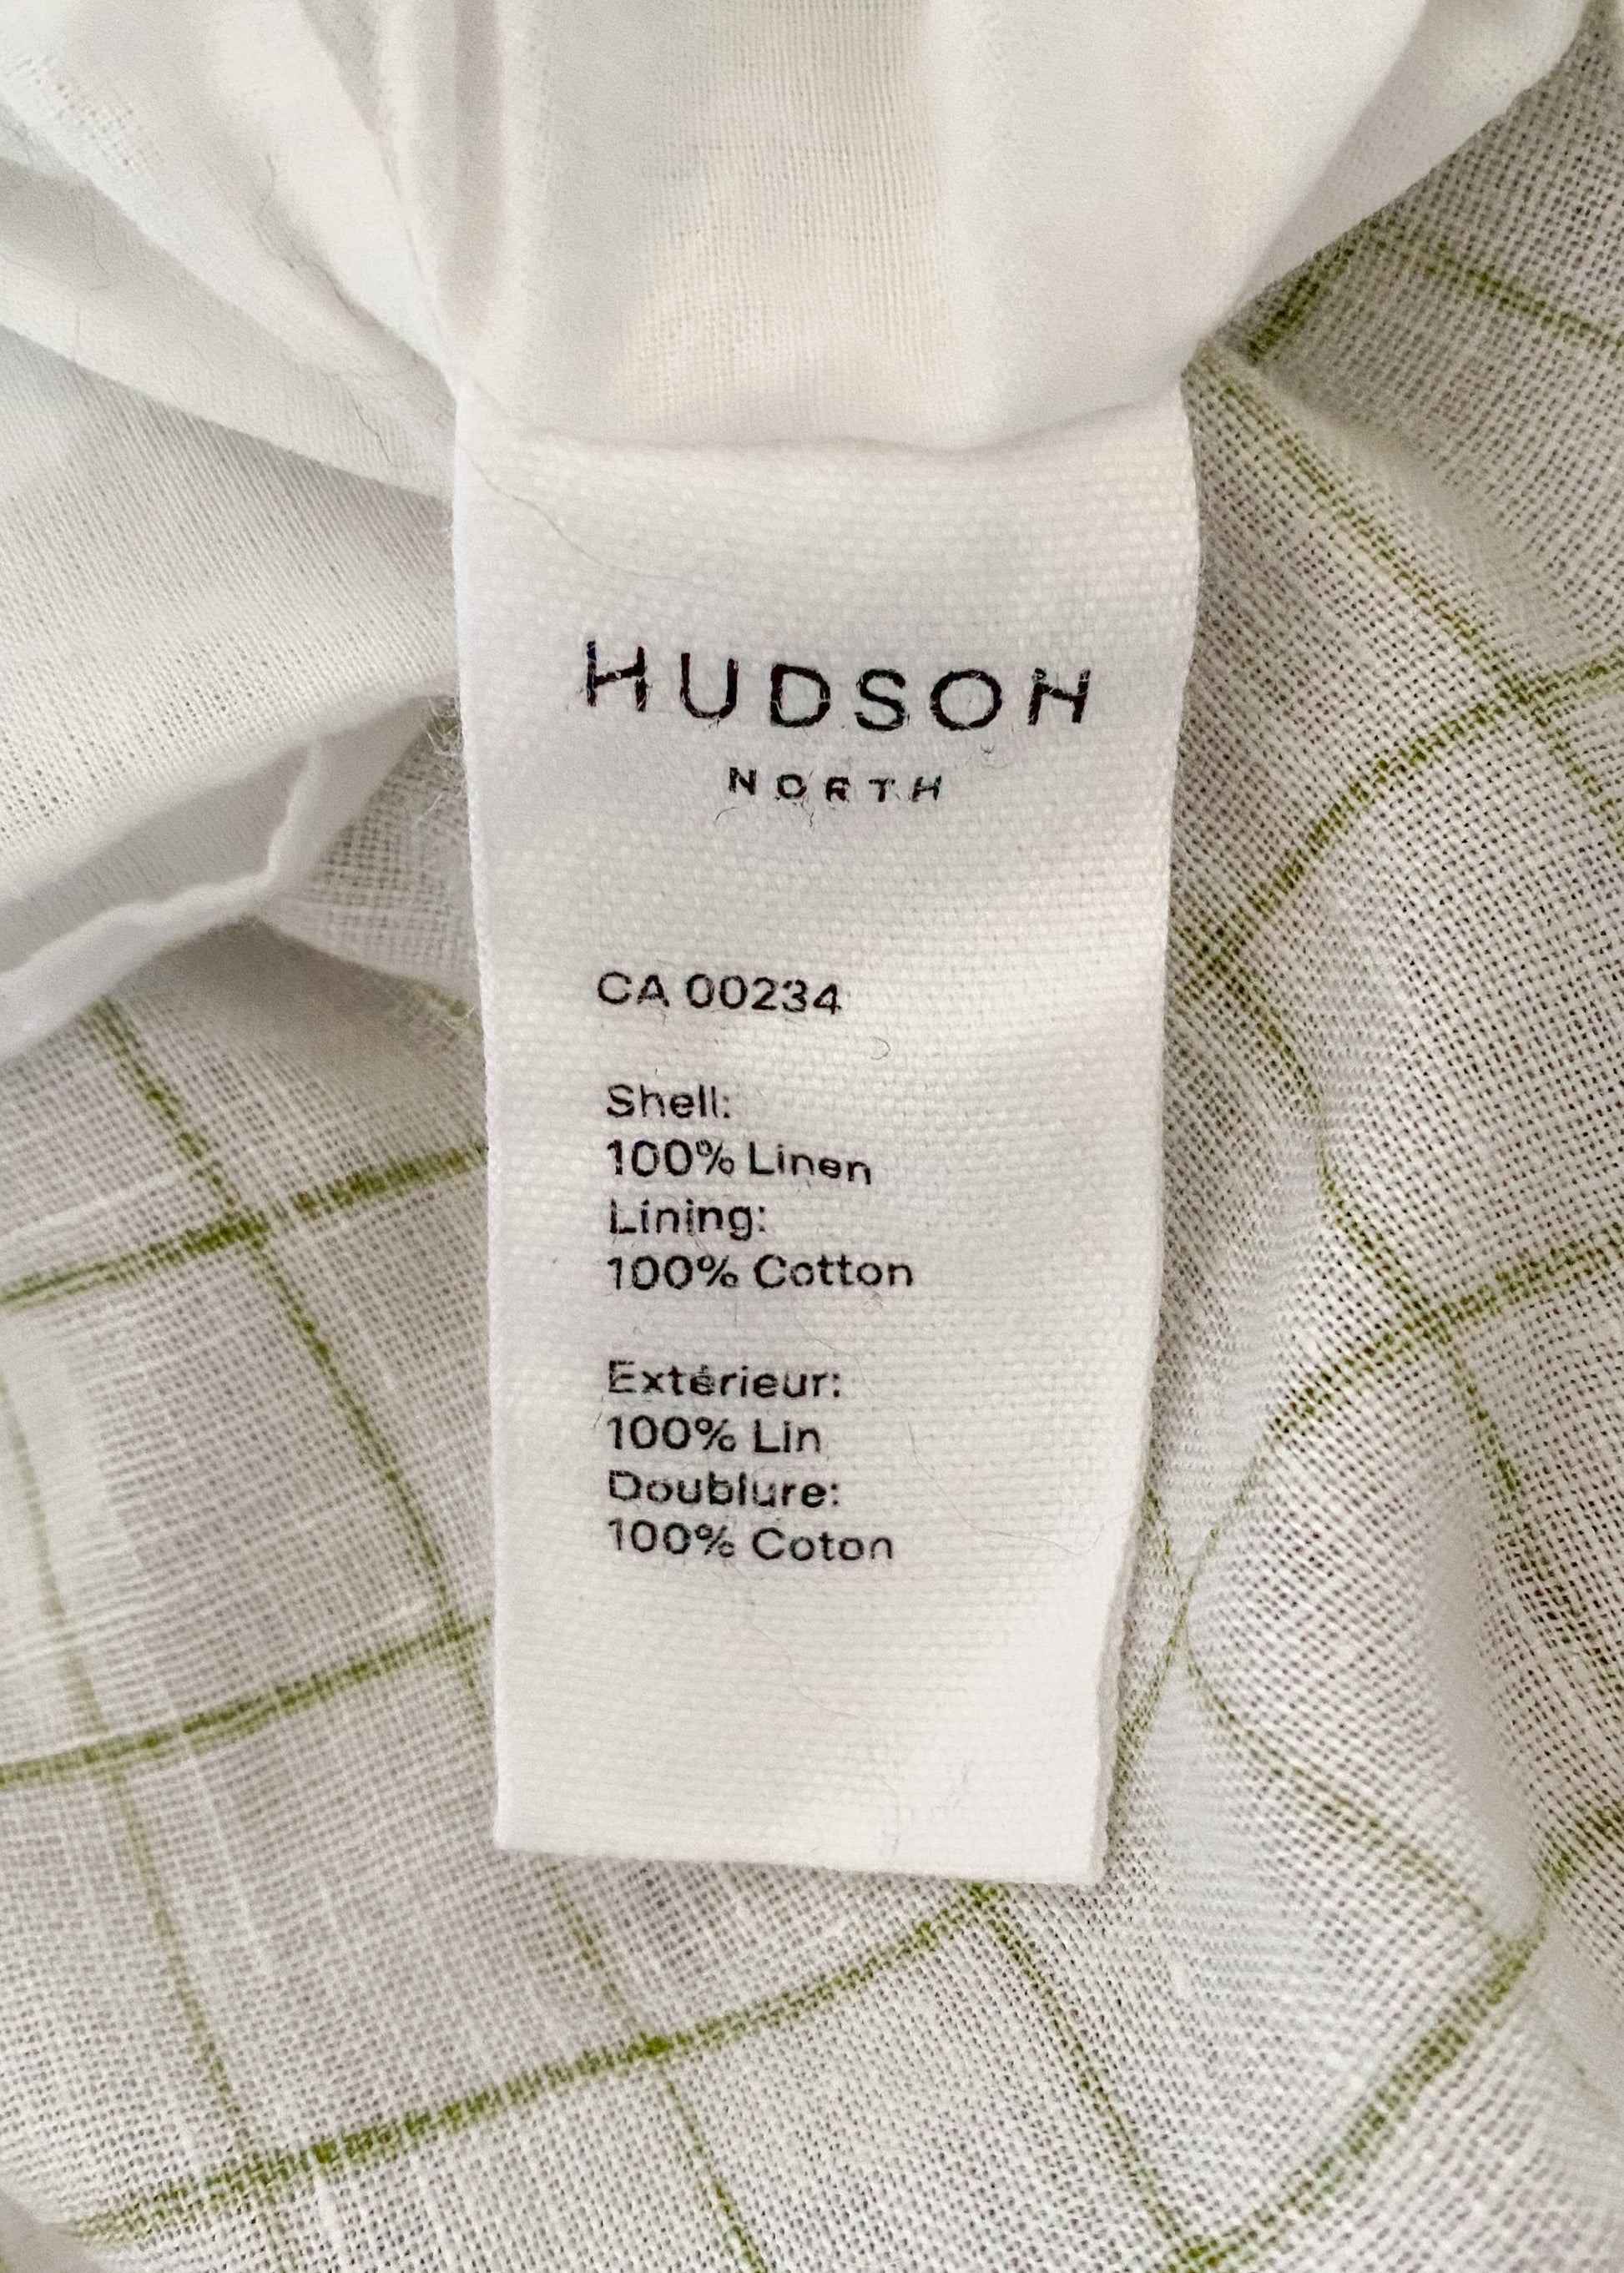 HUDSON
NORTH
CA 00234
Shell:
100% Linen
Lining:
100% Cotton
Extérieur:
100% Lin
Doublure:
100% Coton